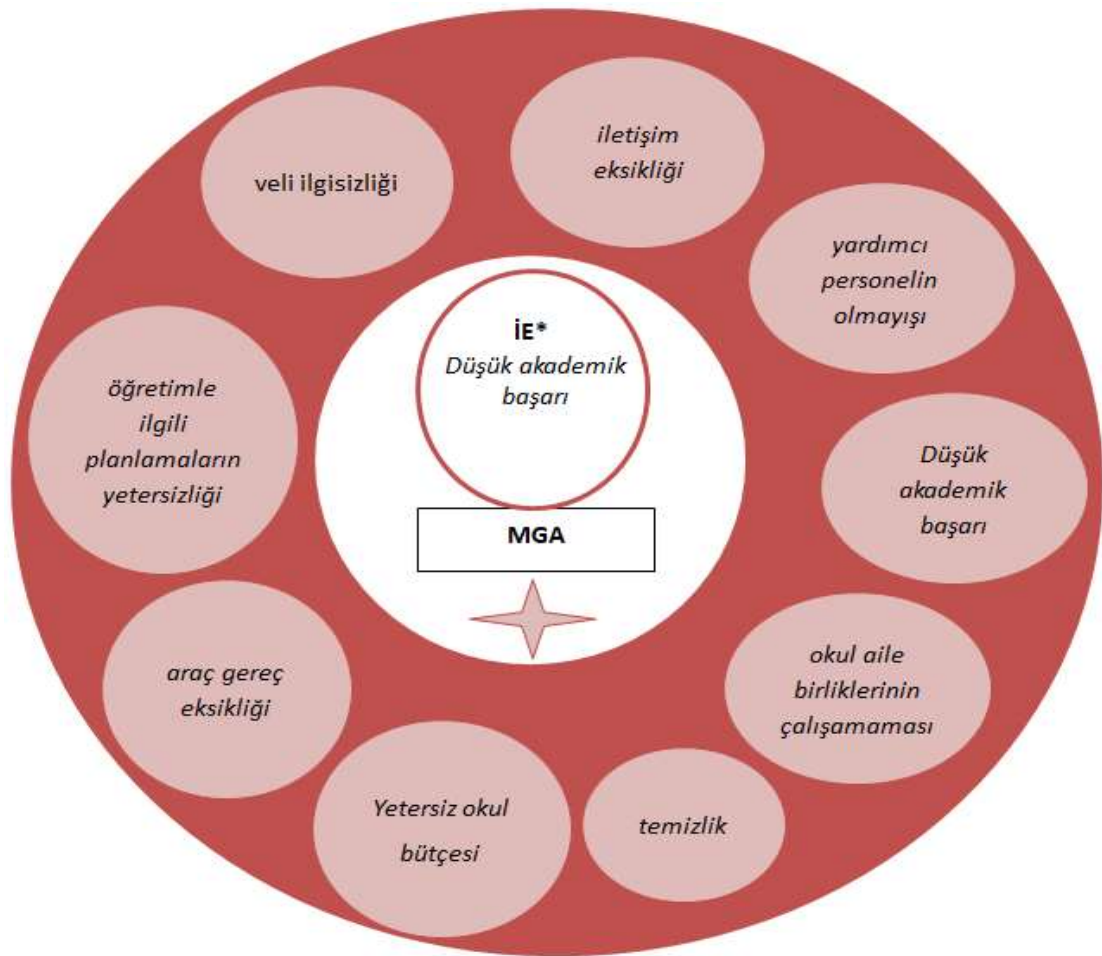 iletişim
eksikliği
veli ilgisizliği
yardımcı
personelin
olmayışı
İE*
Düşük akademik
başarı
öğretimle
ilgili
planlamaların
yetersizliği
Düşük
akademik
başarı
MGA
araç gereç
eksikliği
okul aile
birliklerinin
çalışamaması
Yetersiz okul
bütçesi
temizlik